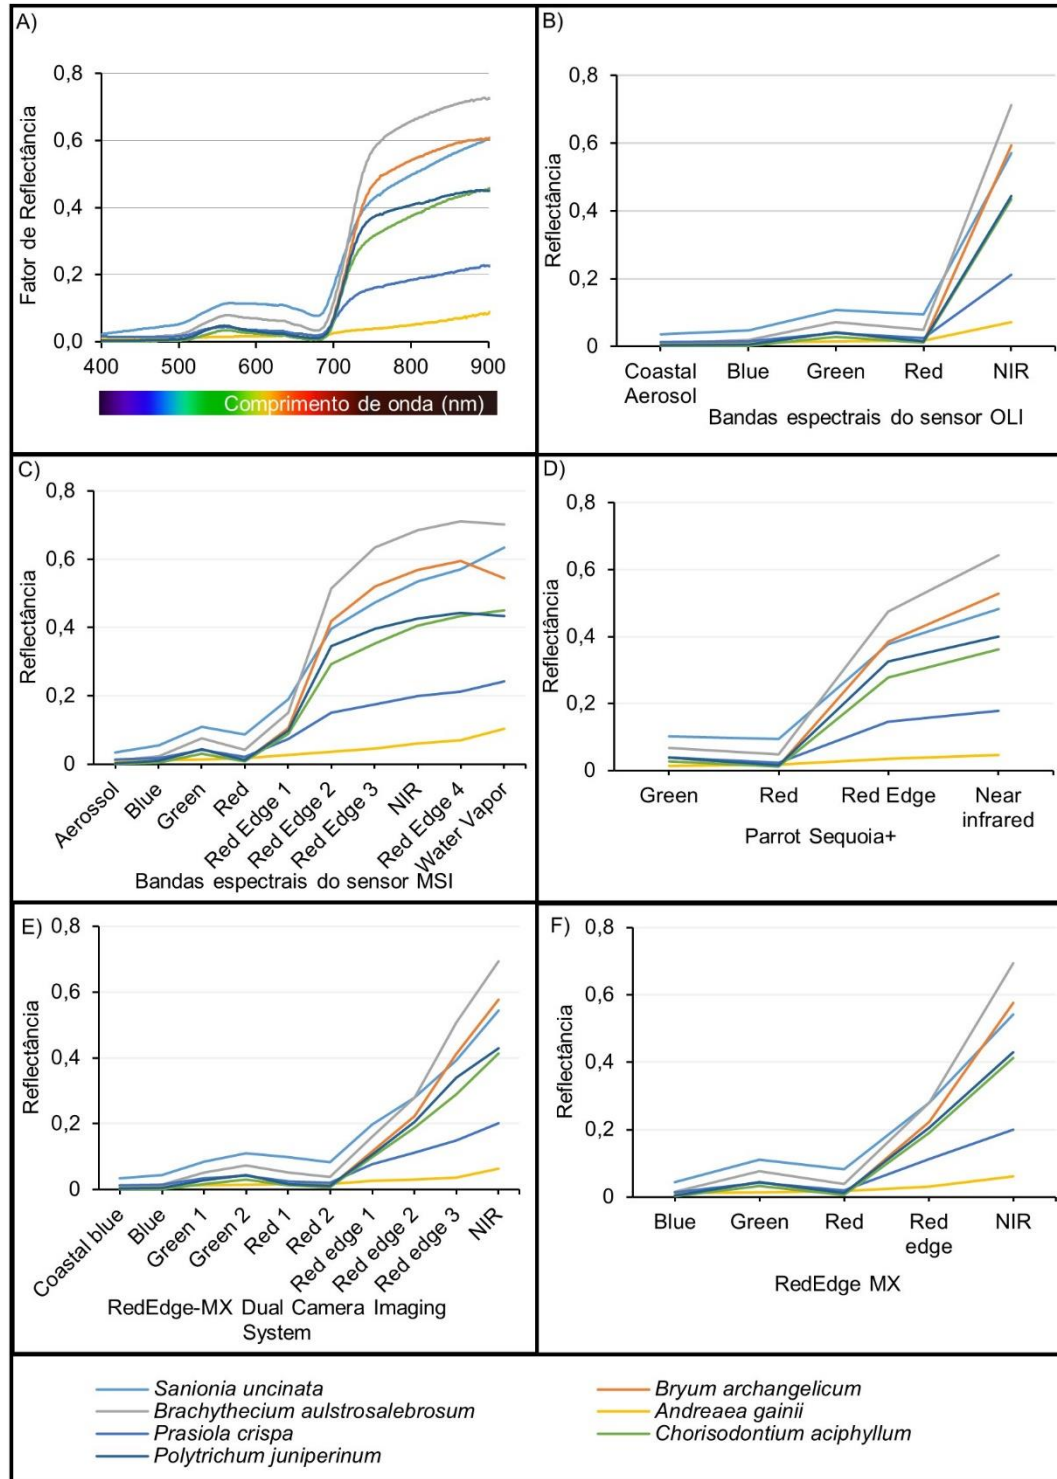 A)
0,8
0,6
0,4
0,2
0,0
Fator de Reflectância
400 500 600 700 800 900
Comprimento de onda (nm)
B)
0,8
0,6
0,4
0,2
0
Reflectância
Coastal Aerosol Blue Green Red NIR
Bandas espectrais do sensor OLI
C)
0,8
0,6
0,4
0,2
0
Reflectância
Aerossol Blue Green Red Red Edge 1 Red Edge 2 Red Edge 3 NIR Red Edge 4 Water Vapor
Bandas espectrais do sensor MSI
D)
0,8
0,6
0,4
0,2
0
Reflectância
Green Red Red Edge Near infrared
Parrot Sequoia+
E)
0,8
0,6
0,4
0,2
0
Reflectância
Coastal blue Blue Green 1 Green 2 Red 1 Red 2 Red edge 1 Red edge 2 Red edge 3 NIR
RedEdge-MX Dual Camera Imaging
System
F)
0,8
0,6
0,4
0,2
0
Reflectância
Blue Green Red Red edge NIR
RedEdge MX
Sanionia uncinata
Brachythecium aulstrosalebrosum
Prasiola crispa
Polytrichum juniperinum
Bryum archangelicum
Andreaea gainii
Chorisodontium aciphyllum